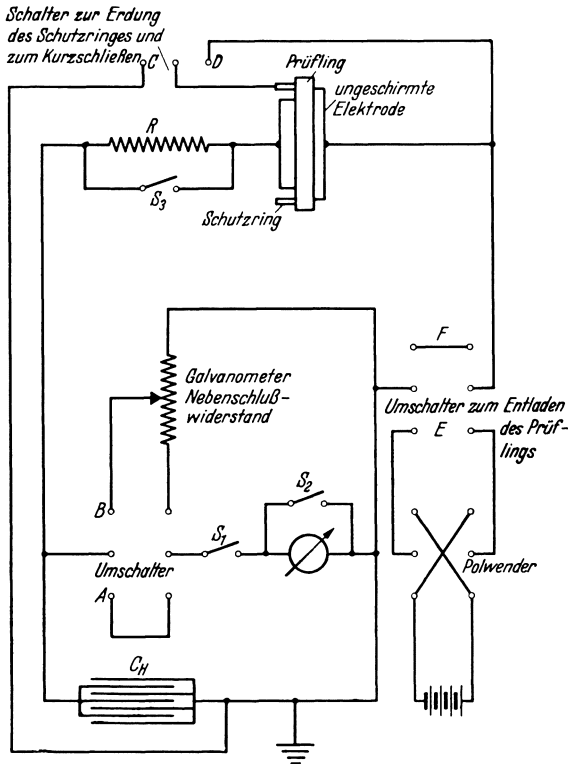 Schalter zur Erdung
des Schutzringes und
zum Kurzschließen
C
D
Prüfling
ungeschirmte
Elektrode
R
S3
Schutzring
F
Galvanometer
Nebenschluß-
widerstand
Umschalter zum Entladen
des Prüf-
lings
E
B
S1
S2
Umschalter
A
Polwender
CH